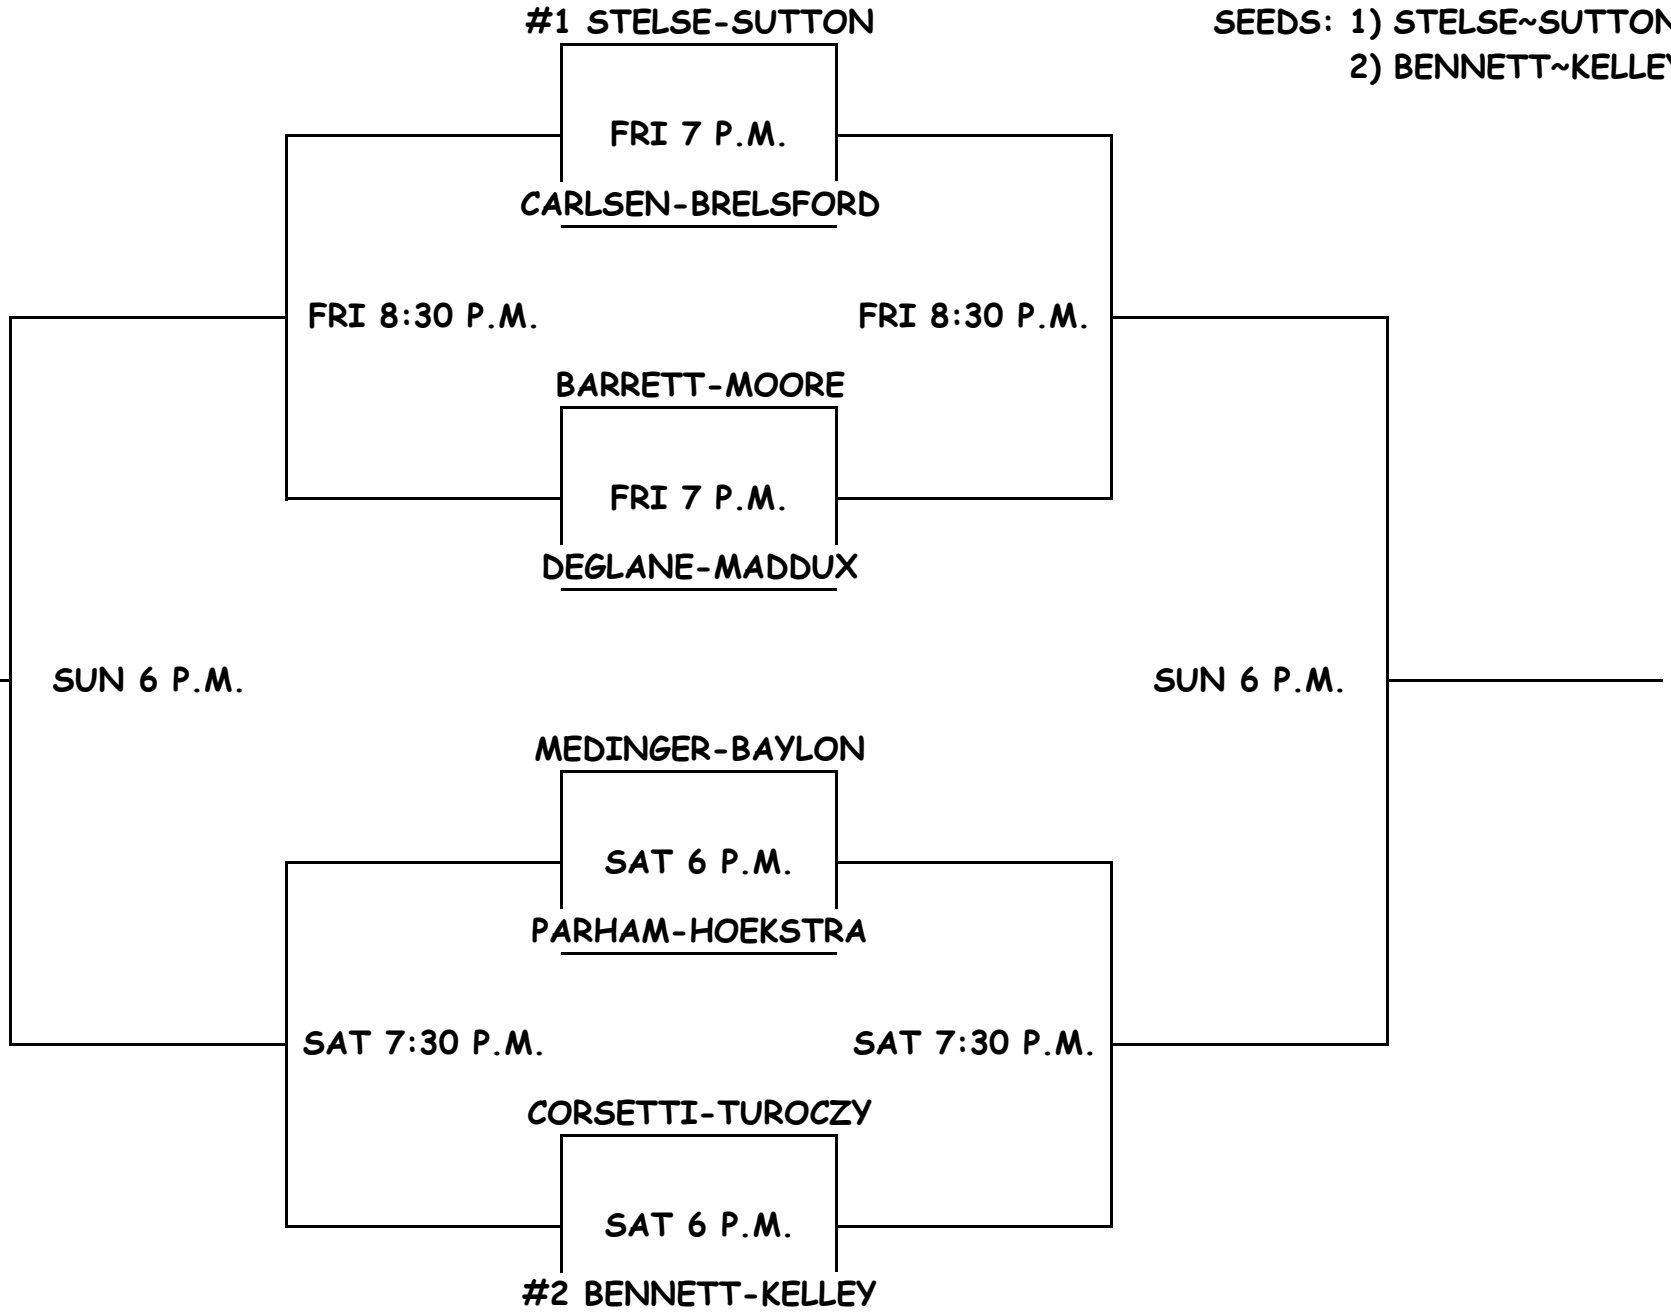 #1 STELSE-SUTTON
SEEDS: 1) STELSE~SUTTON
2) BENNETT~KELLEY
FRI 7 P.M.
CARLSEN-BRELSFORD
FRI 8:30 P.M.
FRI 8:30 P.M.
BARRETT-MOORE
FRI 7 P.M.
DEGLANE-MADDUX
SUN 6 P.M.
SUN 6 P.M.
MEDINGER-BAYLON
SAT 6 P.M.
PARHAM-HOEKSTRA
SAT 7:30 P.M.
SAT 7:30 P.M.
CORSETTI-TUROCZY
SAT 6 P.M.
#2 BENNETT-KELLEY